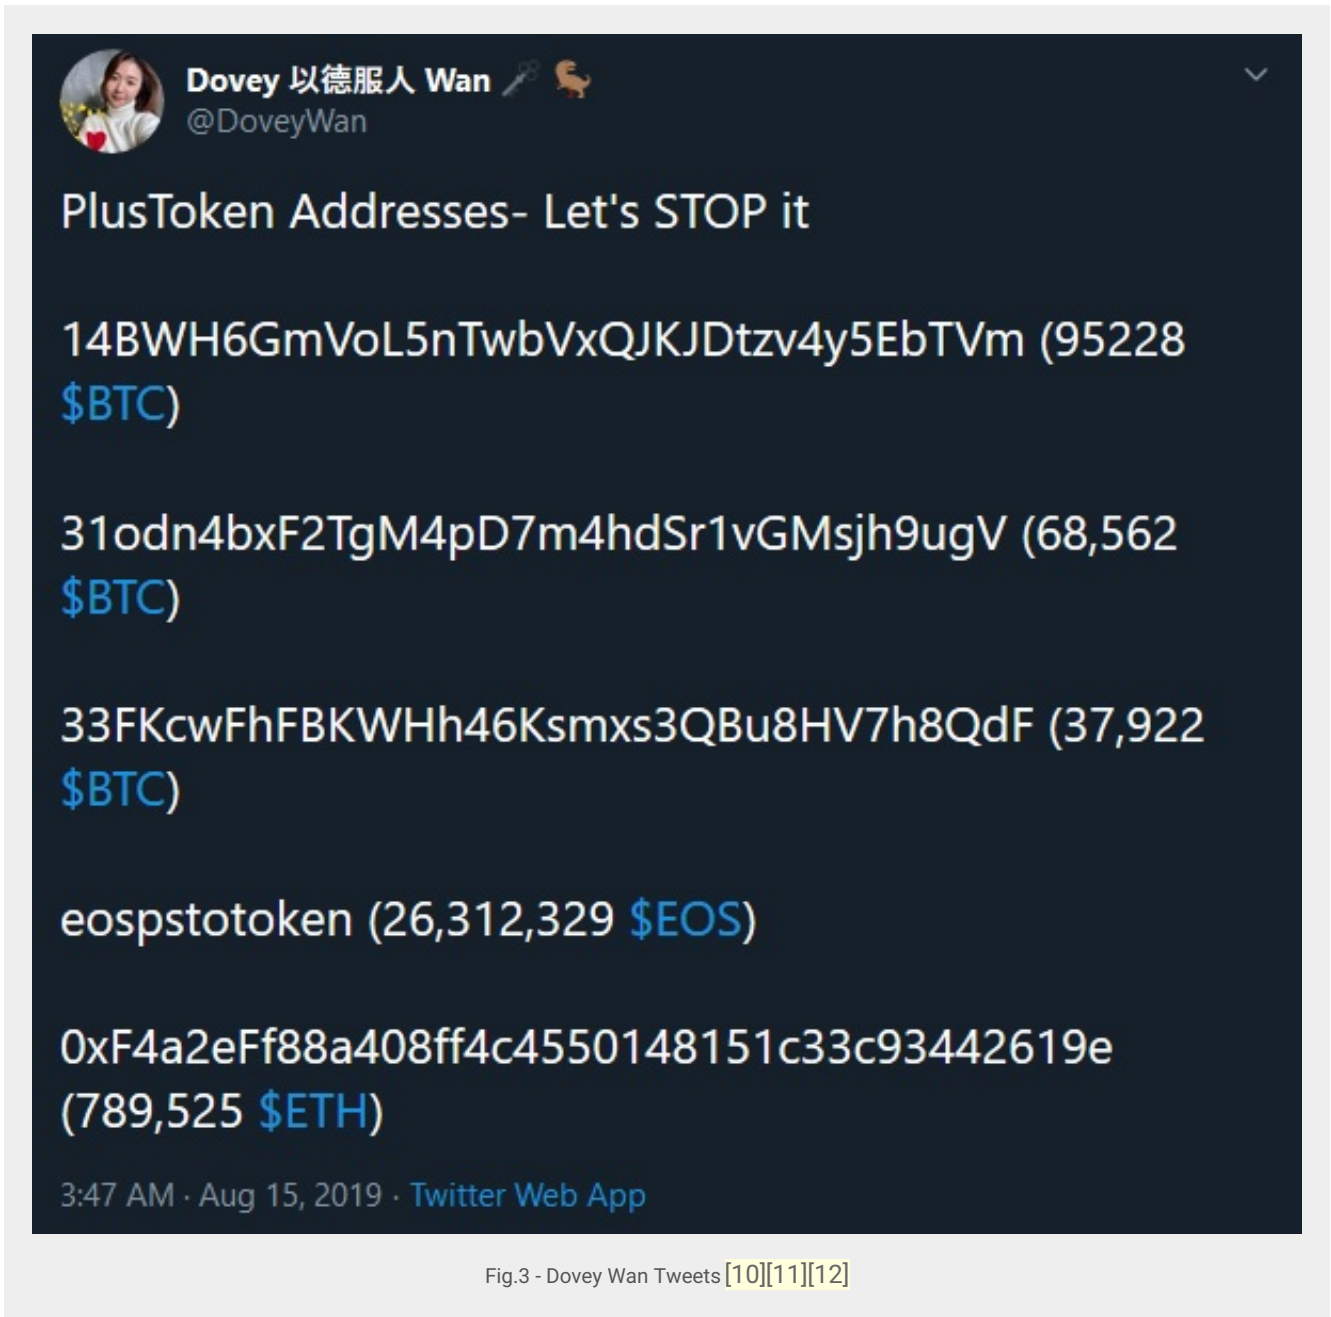 Dovey 以德服人 Wan 🗝 🦖
@DoveyWan
PlusToken Addresses- Let's STOP it
14BWH6GmVoL5nTwbVxQJKJDtzv4y5EbTVm (95228
$BTC)
31odn4bxF2TgM4pD7m4hdSr1vGMsjh9ugV (68,562
$BTC)
33FKcwFhFBKWHh46Ksmxs3QBu8HV7h8QdF (37,922
$BTC)
eospstotoken (26,312,329 $EOS)
0xF4a2eFf88a408ff4c4550148151c33c93442619e
(789,525 $ETH)
3:47 AM · Aug 15, 2019 · Twitter Web App
Fig.3 - Dovey Wan Tweets [10][11][12]